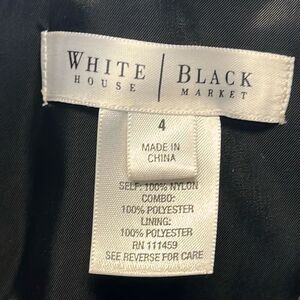 WHITE HOUSE | BLACK MARKET
4
MADE IN
CHINA
SELF: 100% NYLON
COMBO:
100% POLYESTER
LINING:
100% POLYESTER
RN 111459
SEE REVERSE FOR CARE